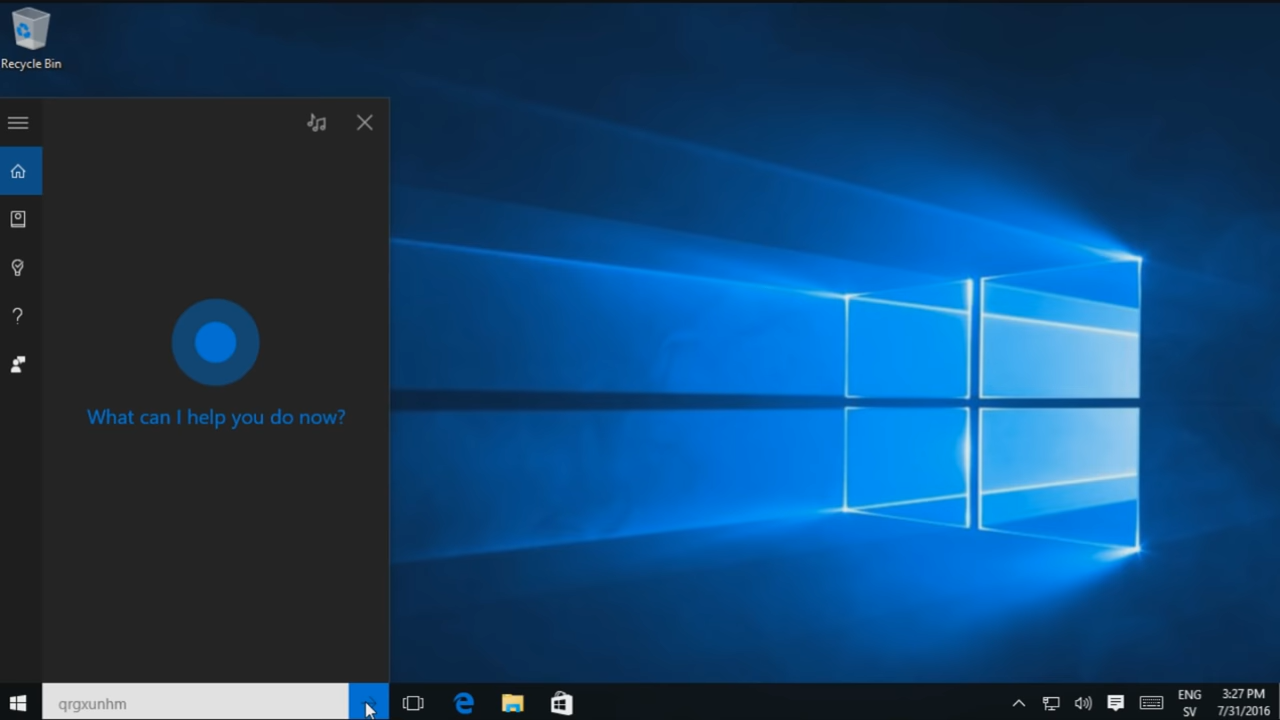 Recycle Bin
What can I help you do now?
qrgxunhm
ENG
SV
3:27 PM
7/31/2016